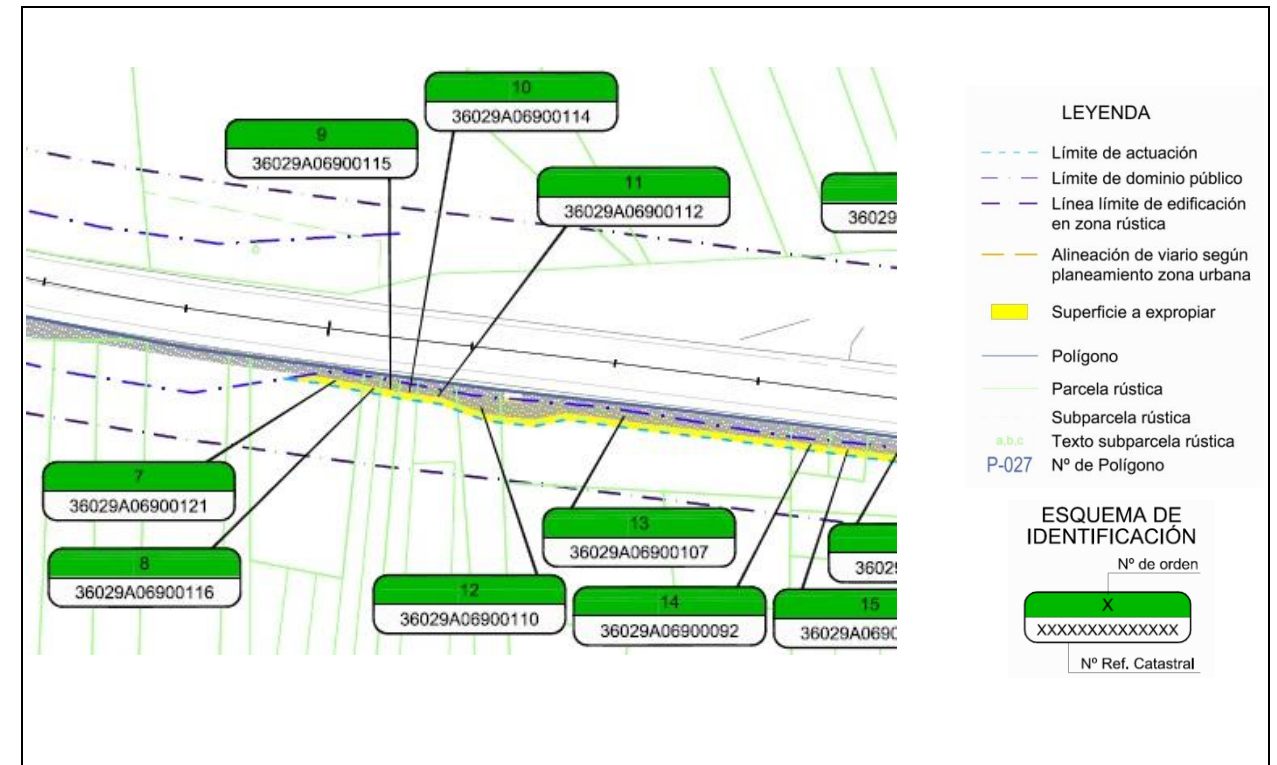 10
36029A06900114
9
36029A06900115
11
36029A06900112
36029
7
36029A06900121
8
36029A06900116
13
36029A06900107
12
36029A06900110
14
36029A06900092
15
36029A0690
3602
LEYENDA
Límite de actuación
Límite de dominio público
Línea límite de edificación
en zona rústica
Alineación de viario según
planeamiento zona urbana
Superficie a expropiar
Polígono
Parcela rústica
Subparcela rústica
a,b,c Texto subparcela rústica
P-027 Nº de Polígono
ESQUEMA DE
IDENTIFICACIÓN
Nº de orden
X
XXXXXXXXXXXXXX
Nº Ref. Catastral